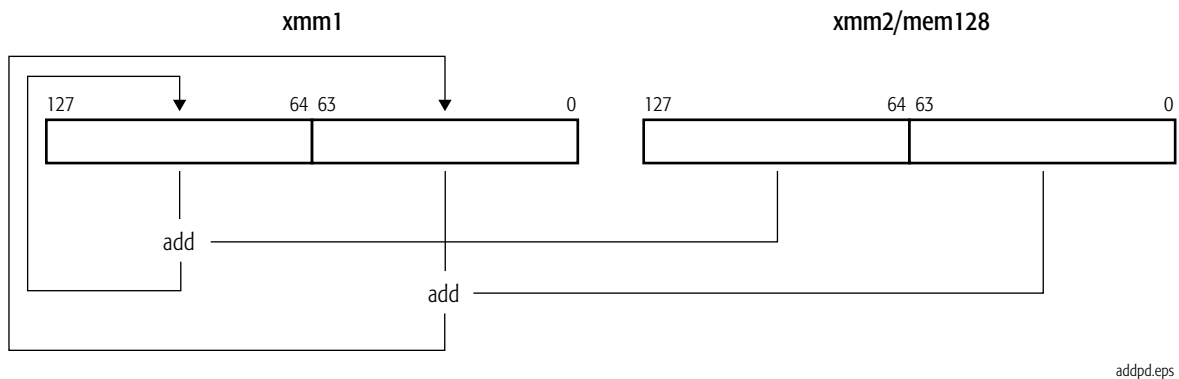 xmm1 xmm2/mem128
127 64 63 0 127 64 63 0
add
add
addpd.eps